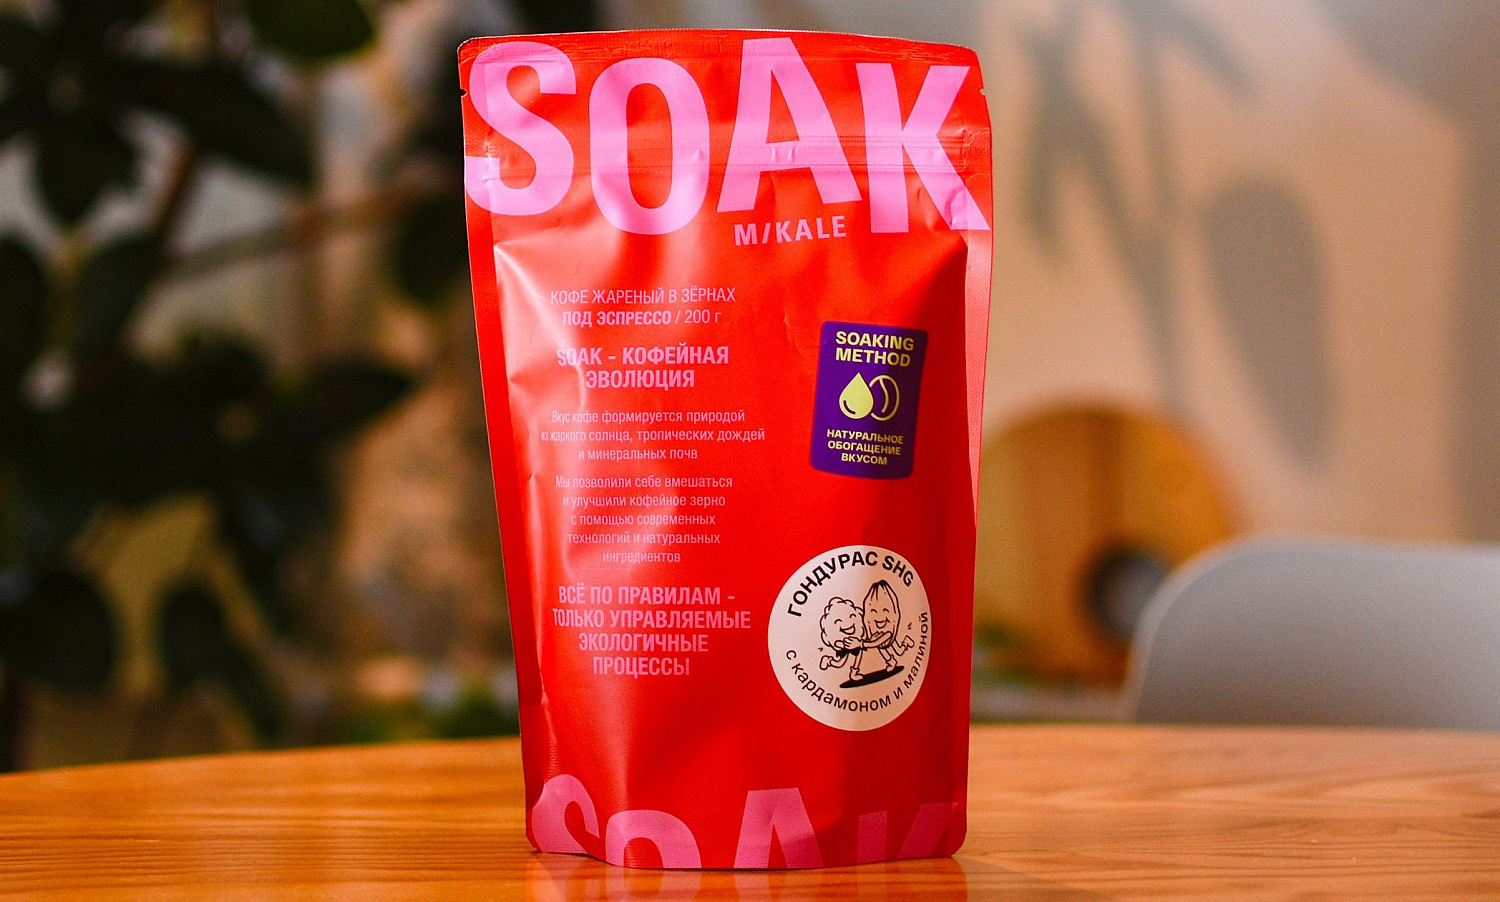 SOAK
M/KALE
КОФЕ ЖАРЕНЫЙ В ЗЁРНАХ
ПОД ЭСПРЕССО / 200 г
SOAK - КОФЕЙНАЯ
ЭВОЛЮЦИЯ
Вкус кофе формируется природой
из жаркого солнца, тропических дождей
и минеральных почв
Мы позволили себе вмешаться
и улучшили кофейное зерно
с помощью современных
технологий и натуральных
ингредиентов
ВСЁ ПО ПРАВИЛАМ -
ТОЛЬКО УПРАВЛЯЕМЫЕ
ЭКОЛОГИЧНЫЕ
ПРОЦЕССЫ
SOAKING
METHOD
НАТУРАЛЬНОЕ
ОБОГАЩЕНИЕ
ВКУСОМ
ГОНДУРАС SHG
с кардамоном и малиной
SOAK